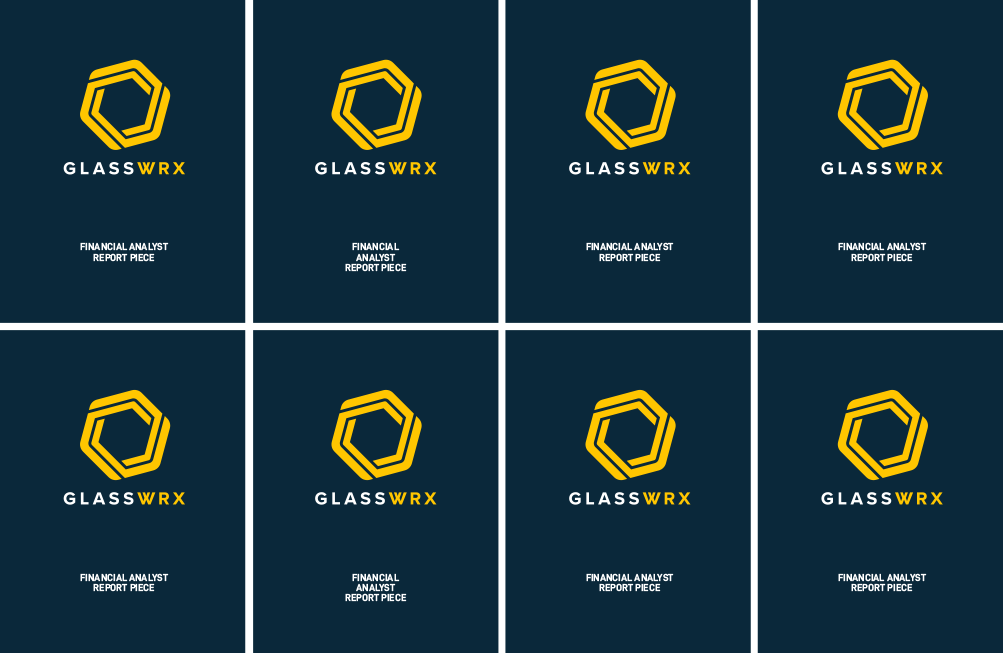 GLASSWRX
FINANCIAL ANALYST
REPORT PIECE
GLASSWRX
FINANCIAL
ANALYST
REPORT PIECE
GLASSWRX
FINANCIAL ANALYST
REPORT PIECE
GLASSWRX
FINANCIAL ANALYST
REPORT PIECE
GLASSWRX
FINANCIAL ANALYST
REPORT PIECE
GLASSWRX
FINANCIAL
ANALYST
REPORT PIECE
GLASSWRX
FINANCIAL ANALYST
REPORT PIECE
GLASSWRX
FINANCIAL ANALYST
REPORT PIECE